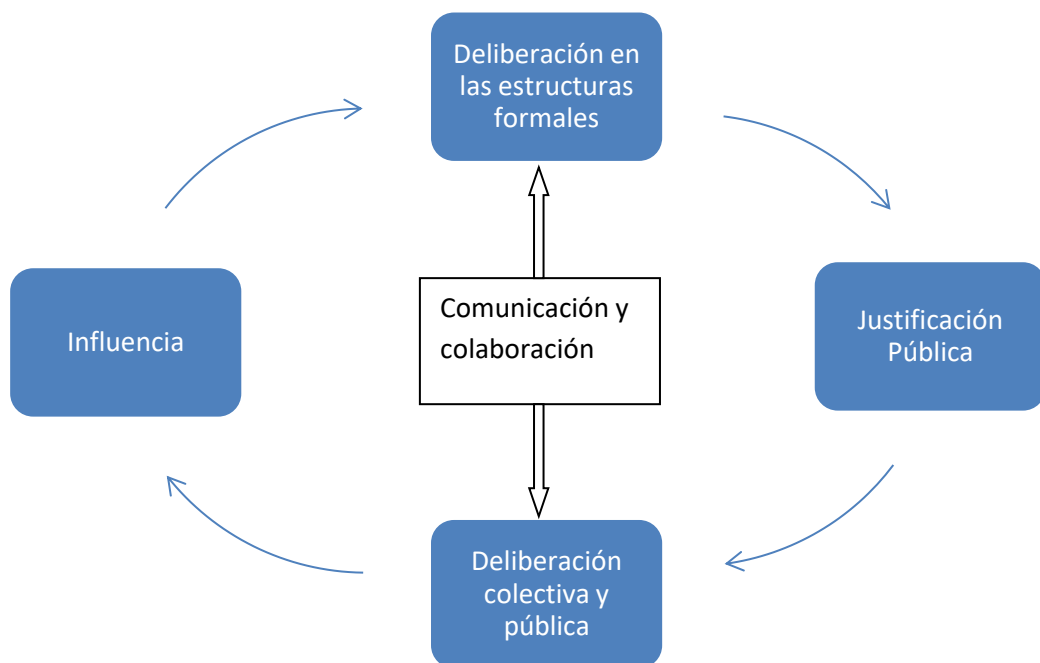 Deliberación en
las estructuras
formales
Influencia
Comunicación y
colaboración
Justificación
Pública
Deliberación
colectiva y
pública